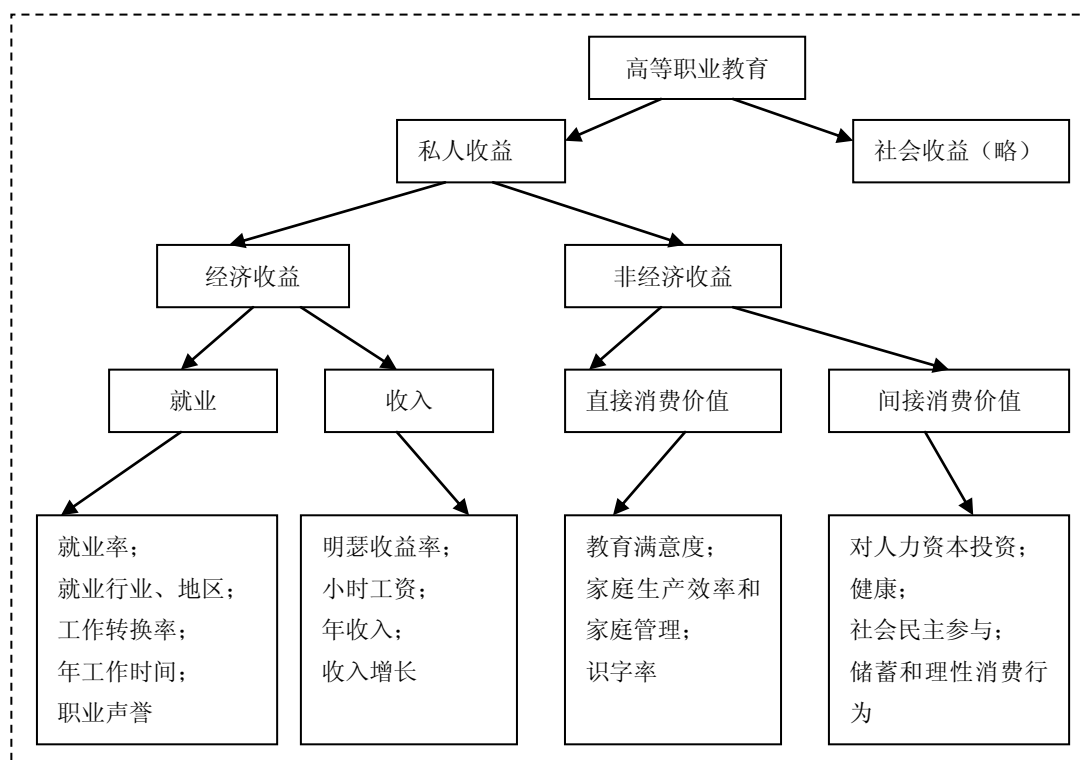 高等职业教育
私人收益
社会收益（略）
经济收益
非经济收益
就业
收入
直接消费价值
间接消费价值
就业率；
就业行业、地区；
工作转换率；
年工作时间；
职业声誉
明瑟收益率；
小时工资；
年收入；
收入增长
教育满意度；
家庭生产效率和
家庭管理；
识字率
对人力资本投资；
健康；
社会民主参与；
储蓄和理性消费行
为